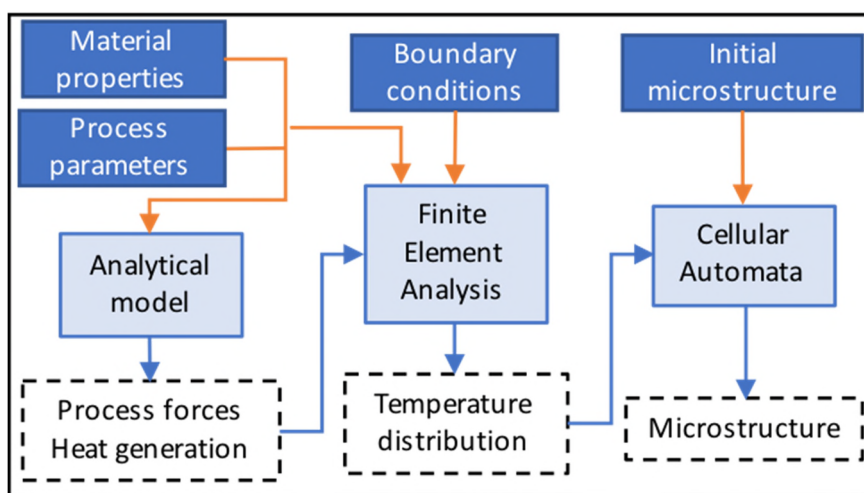 Material
properties
Boundary
conditions
Initial
microstructure
Process
parameters
Analytical
model
Finite
Element
Analysis
Cellular
Automata
Process forces
Heat generation
Temperature
distribution
Microstructure